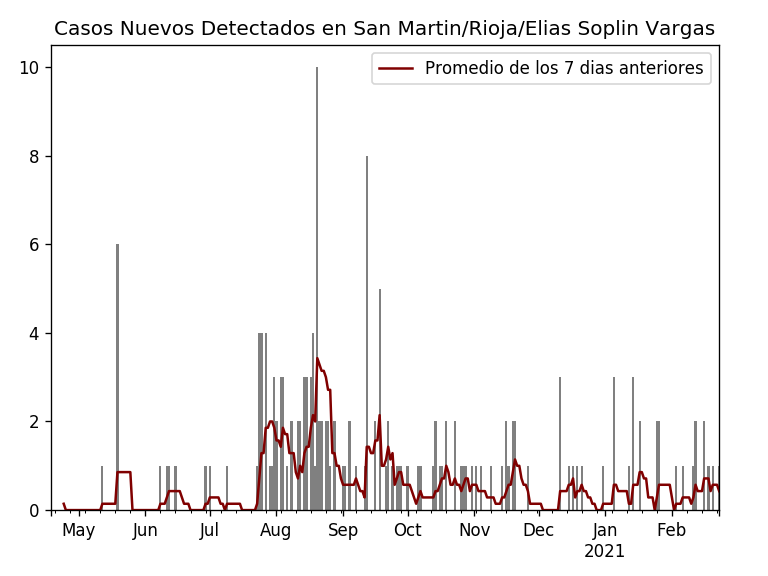 Casos Nuevos Detectados en San Martin/Rioja/Elias Soplin Vargas
Promedio de los 7 dias anteriores
10
8
6
4
2
0
May Jun Jul Aug Sep Oct Nov Dec Jan Feb
2021